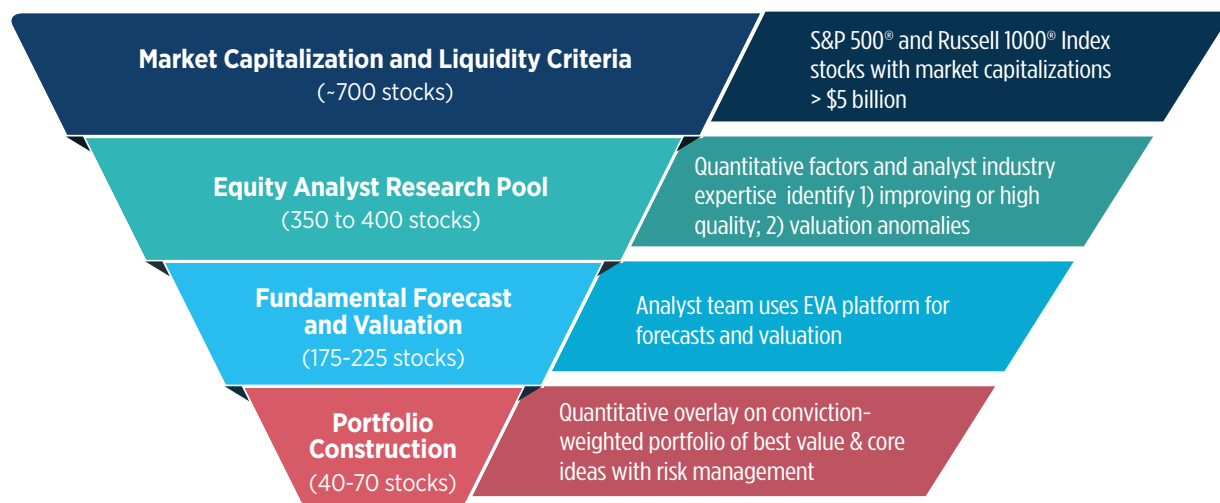 Market Capitalization and Liquidity Criteria
(~700 stocks)
S&P 500® and Russell 1000® Index
stocks with market capitalizations
> $5 billion
Equity Analyst Research Pool
(350 to 400 stocks)
Quantitative factors and analyst industry
expertise identify 1) improving or high
quality; 2) valuation anomalies
Fundamental Forecast
and Valuation
(175-225 stocks)
Analyst team uses EVA platform for
forecasts and valuation
Portfolio
Construction
(40-70 stocks)
Quantitative overlay on conviction-
weighted portfolio of best value & core
ideas with risk management